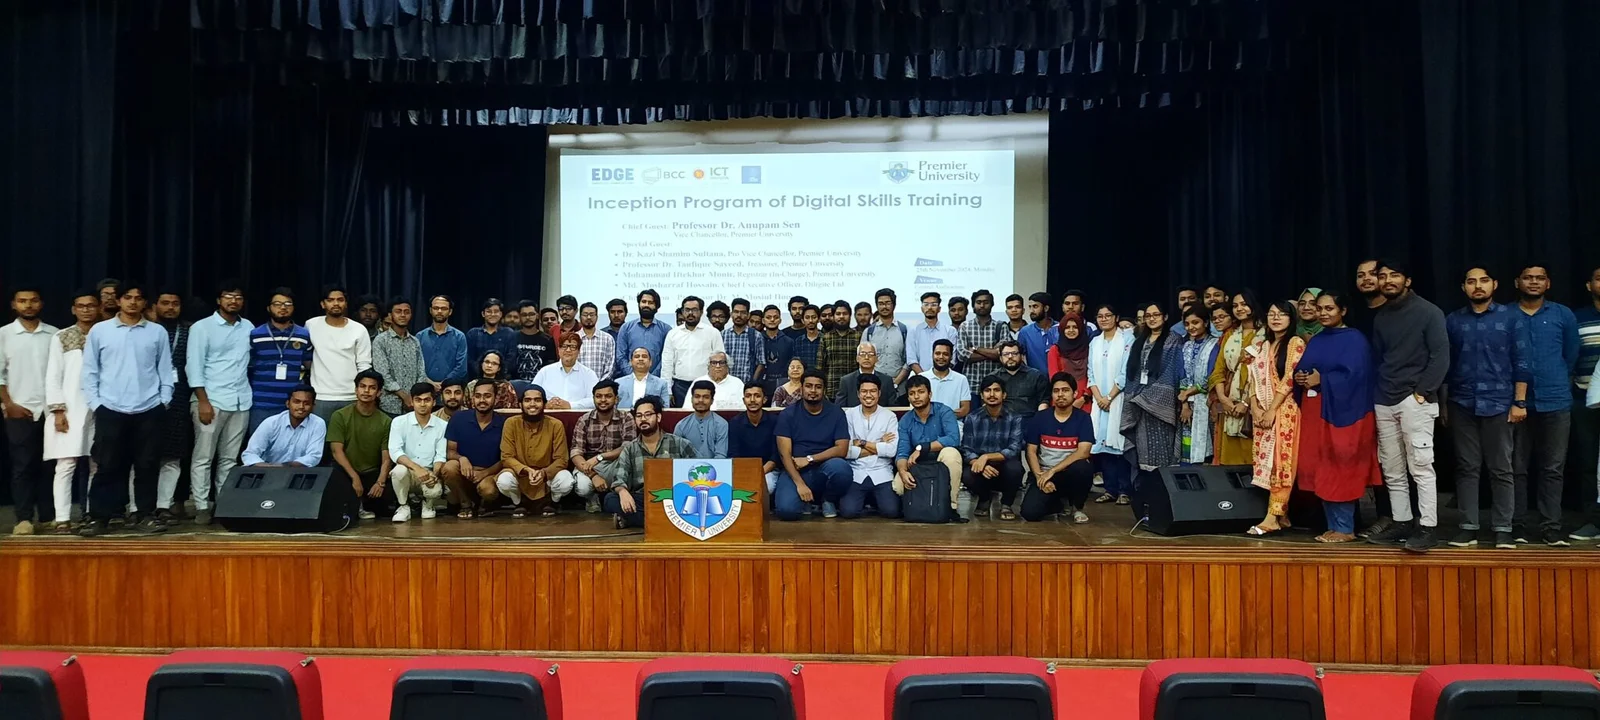 EDGE
BCC
ICT
Premier
University
Inception Program of Digital Skills Training
Chief Guest: Professor Dr. Anupam Sen
Vice Chancellor, Premier University
Special Guest:
Dr. Kazi Shamim Sultana, Pro Vice Chancellor, Premier University
Professor Dr. Taufique Sayeed, Treasurer, Premier University
Mohammad Iftekhar Monir, Registrar (In-Charge), Premier University
Md. Mosharraf Hossain, Chief Executive Officer,
Date:
Venue:
PREMIER UNIVERSITY
LAWLESS